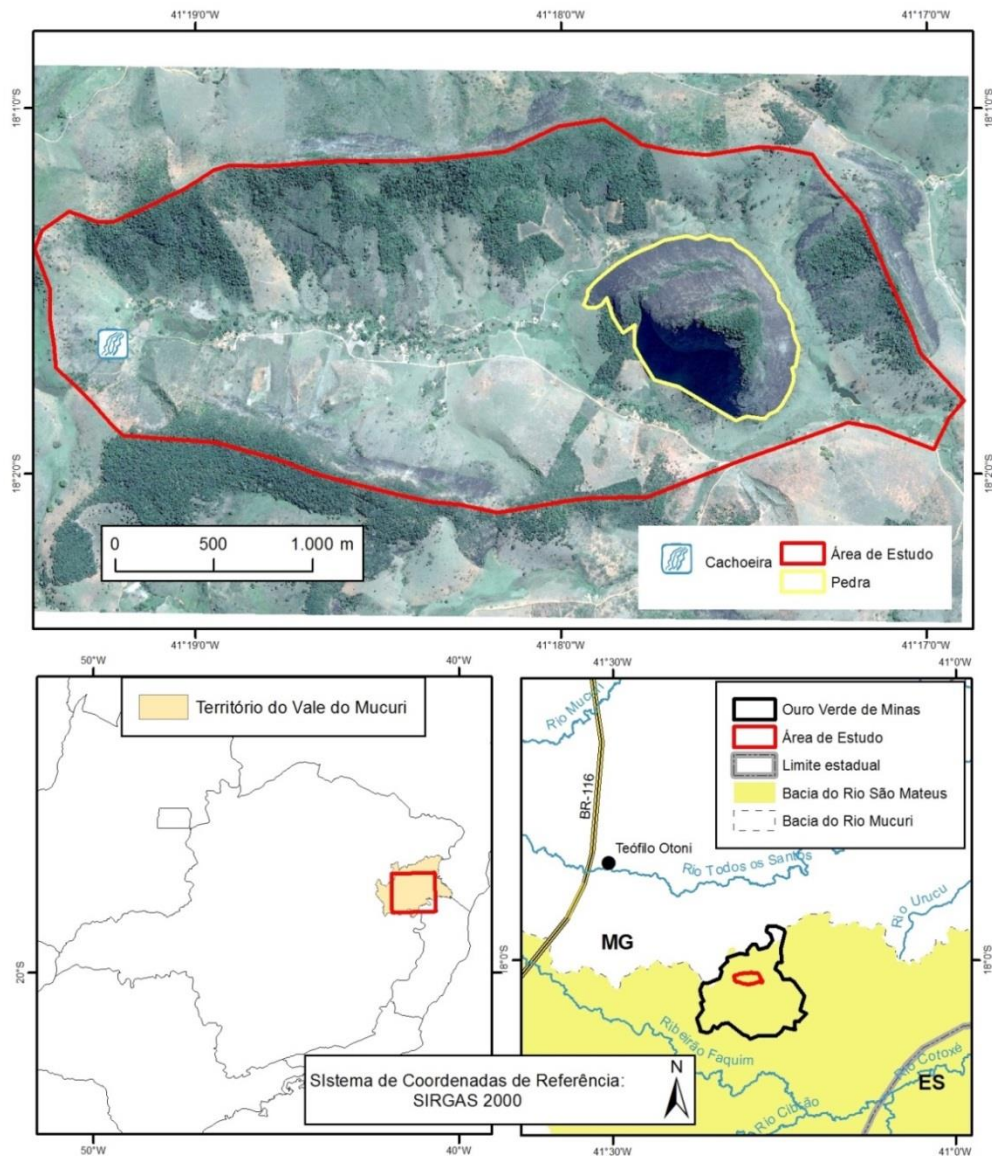 41°19'0"W
41°18'0"W
41°17'0"W
18°1'0"S
18°1'0"S
18°2'0"S
18°2'0"S
0 500 1.000 m
Cachoeira
Área de Estudo
Pedra
41°19'0"W
41°18'0"W
41°17'0"W
50°W
40°W
Território do Vale do Mucuri
20°S
50°W
40°W
SIstema de Coordenadas de Referência:
SIRGAS 2000
N
41°30'W
41°0'W
Rio Mucuri
BR-116
Teófilo Otoni
Rio Todos os Santos
Rio Urucu
Ouro Verde de Minas
Área de Estudo
Limite estadual
Bacia do Rio São Mateus
Bacia do Rio Mucuri
MG
18°0'S
18°0'S
Ribeirão Faquim
Rio Cibrão
Rio Cotoxé
ES
41°30'W
41°0'W